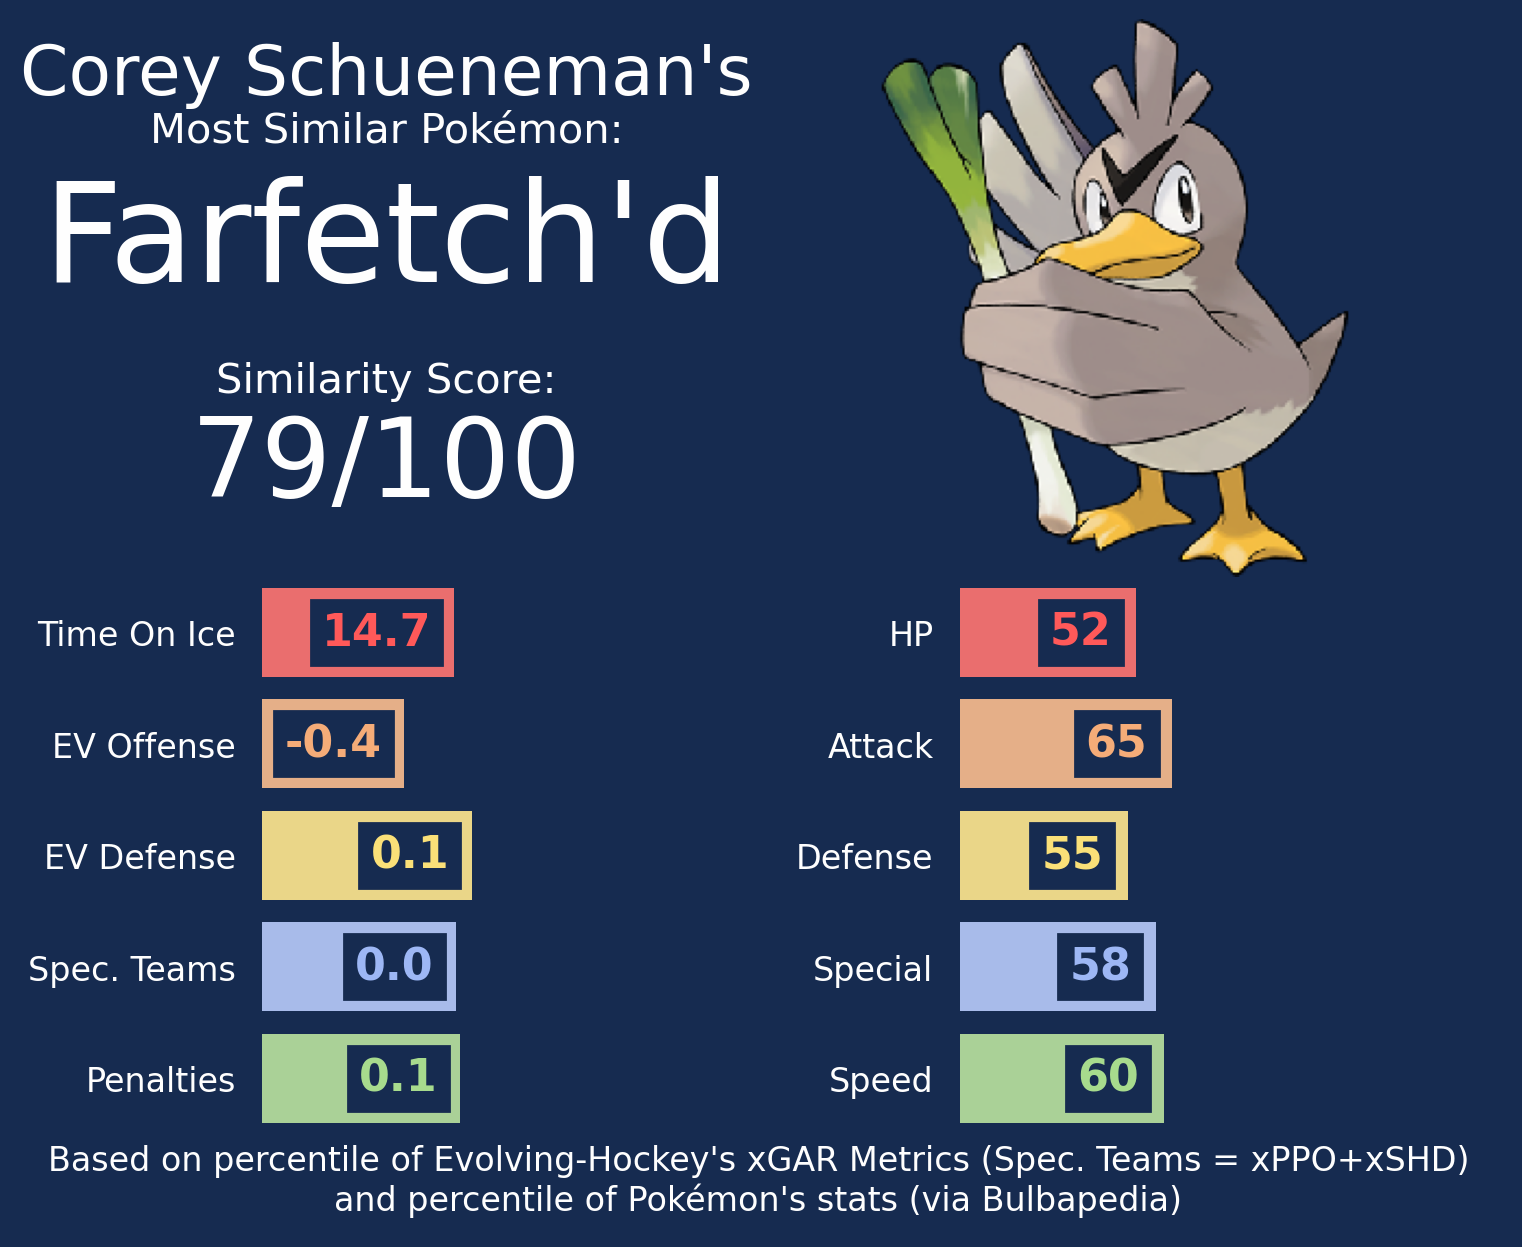 Corey Schueneman's
Most Similar Pokémon:
Farfetch'd
Similarity Score:
79/100
Time On Ice 14.7
EV Offense -0.4
EV Defense 0.1
Spec. Teams 0.0
Penalties 0.1
HP 52
Attack 65
Defense 55
Special 58
Speed 60
Based on percentile of Evolving-Hockey's xGAR Metrics (Spec. Teams = xPPO+xSHD)
and percentile of Pokémon's stats (via Bulbapedia)